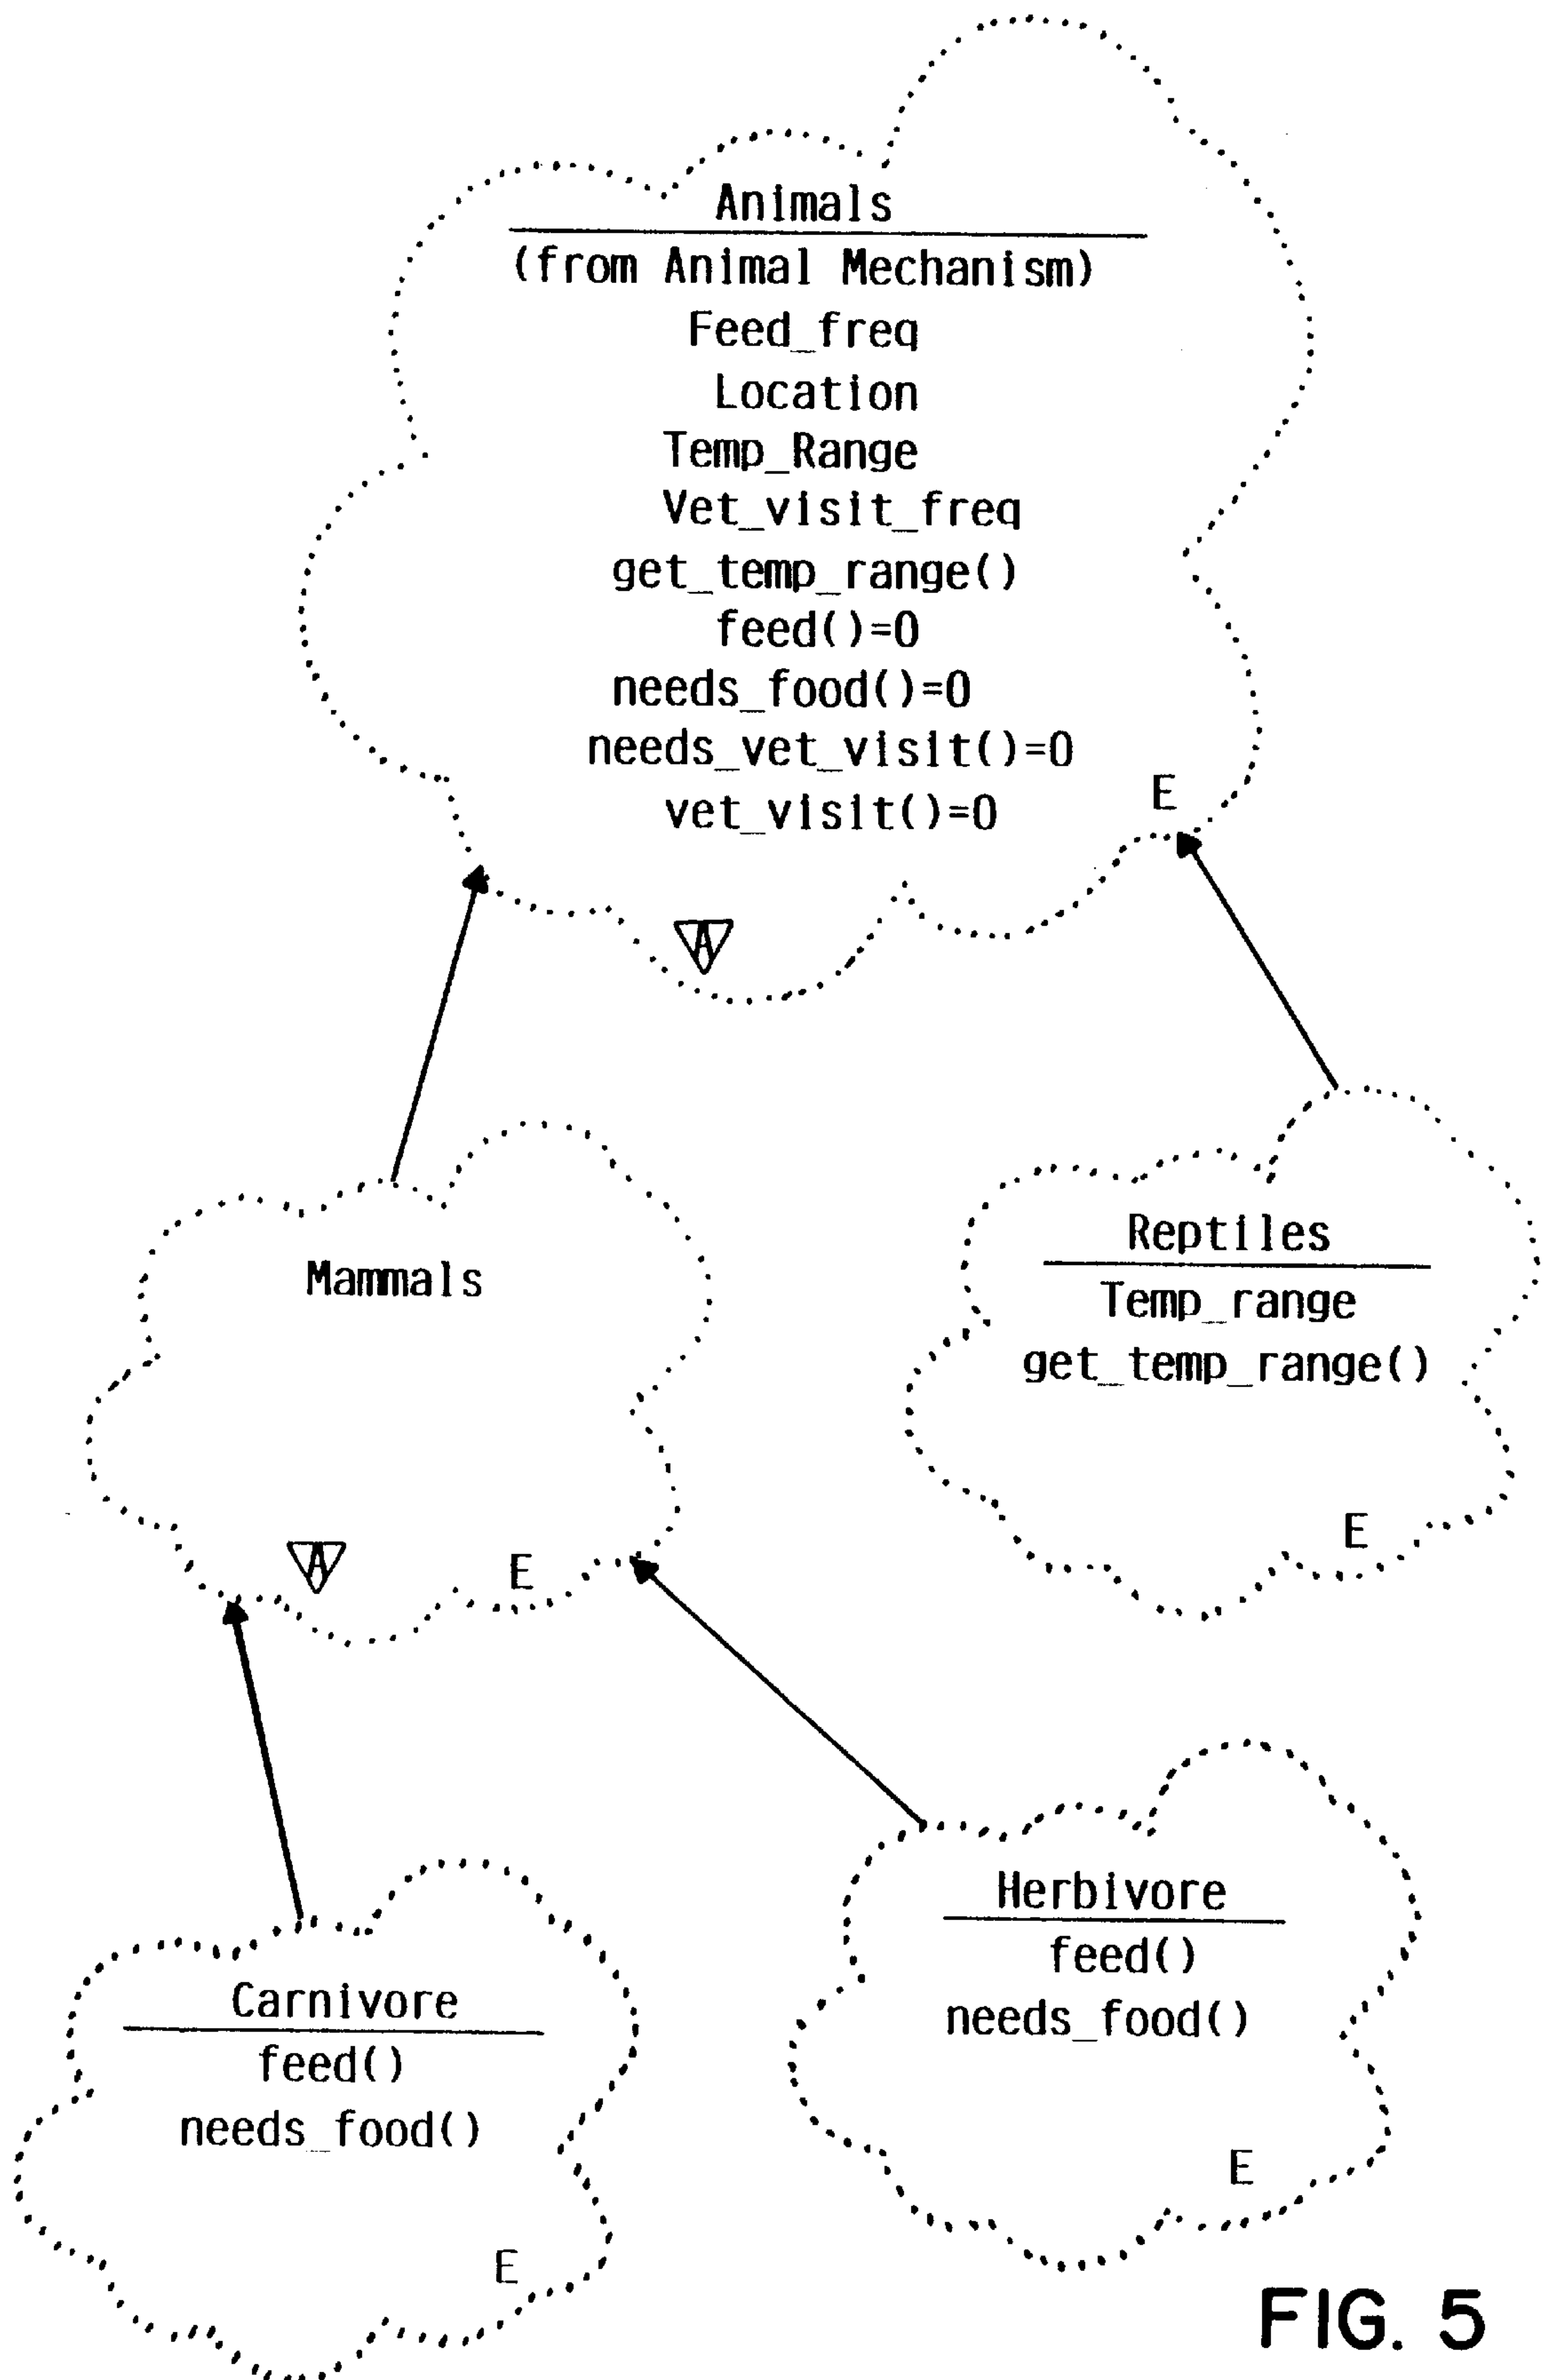 Animals
(from Animal Mechanism)
Feed_freq
Location
Temp_Range
Vet_visit_freq
get_temp_range()
feed()=0
needs_food()=0
needs_vet_visit()=0
vet_visit()=0
E
A
Mammals
A
E
Reptiles
Temp_range
get_temp_range()
E
Carnivore
feed()
needs_food()
E
Herbivore
feed()
needs_food()
E
FIG. 5